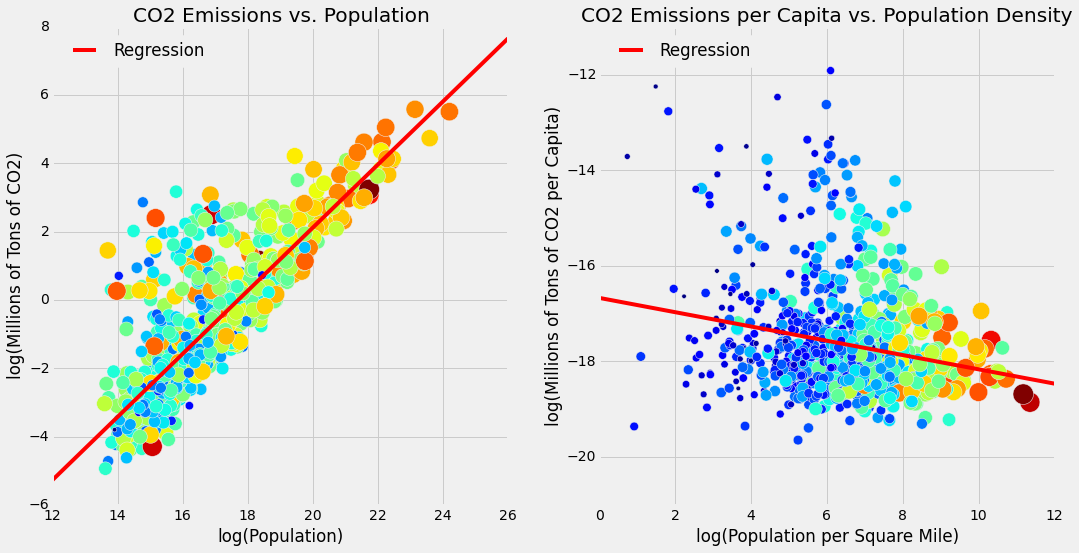 CO2 Emissions vs. Population
Regression
8
6
4
2
0
−2
−4
−6
12 14 16 18 20 22 24 26
log(Millions of Tons of CO2)
log(Population)
CO2 Emissions per Capita vs. Population Density
Regression
−12
−14
−16
−18
−20
0 2 4 6 8 10 12
log(Millions of Tons of CO2 per Capita)
log(Population per Square Mile)